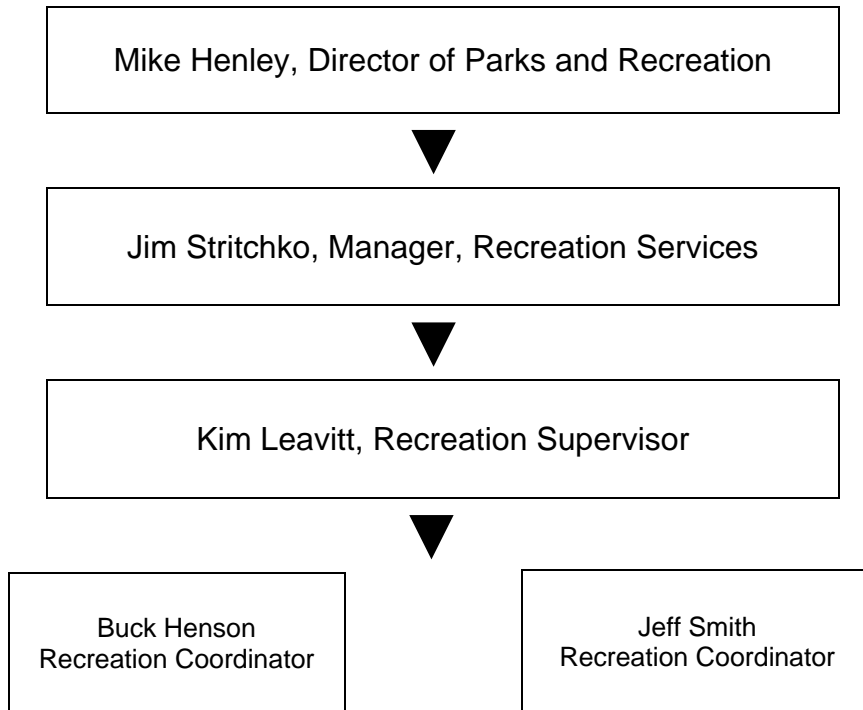 Mike Henley, Director of Parks and Recreation
Jim Stritchko, Manager, Recreation Services
Kim Leavitt, Recreation Supervisor
Buck Henson
Recreation Coordinator
Jeff Smith
Recreation Coordinator